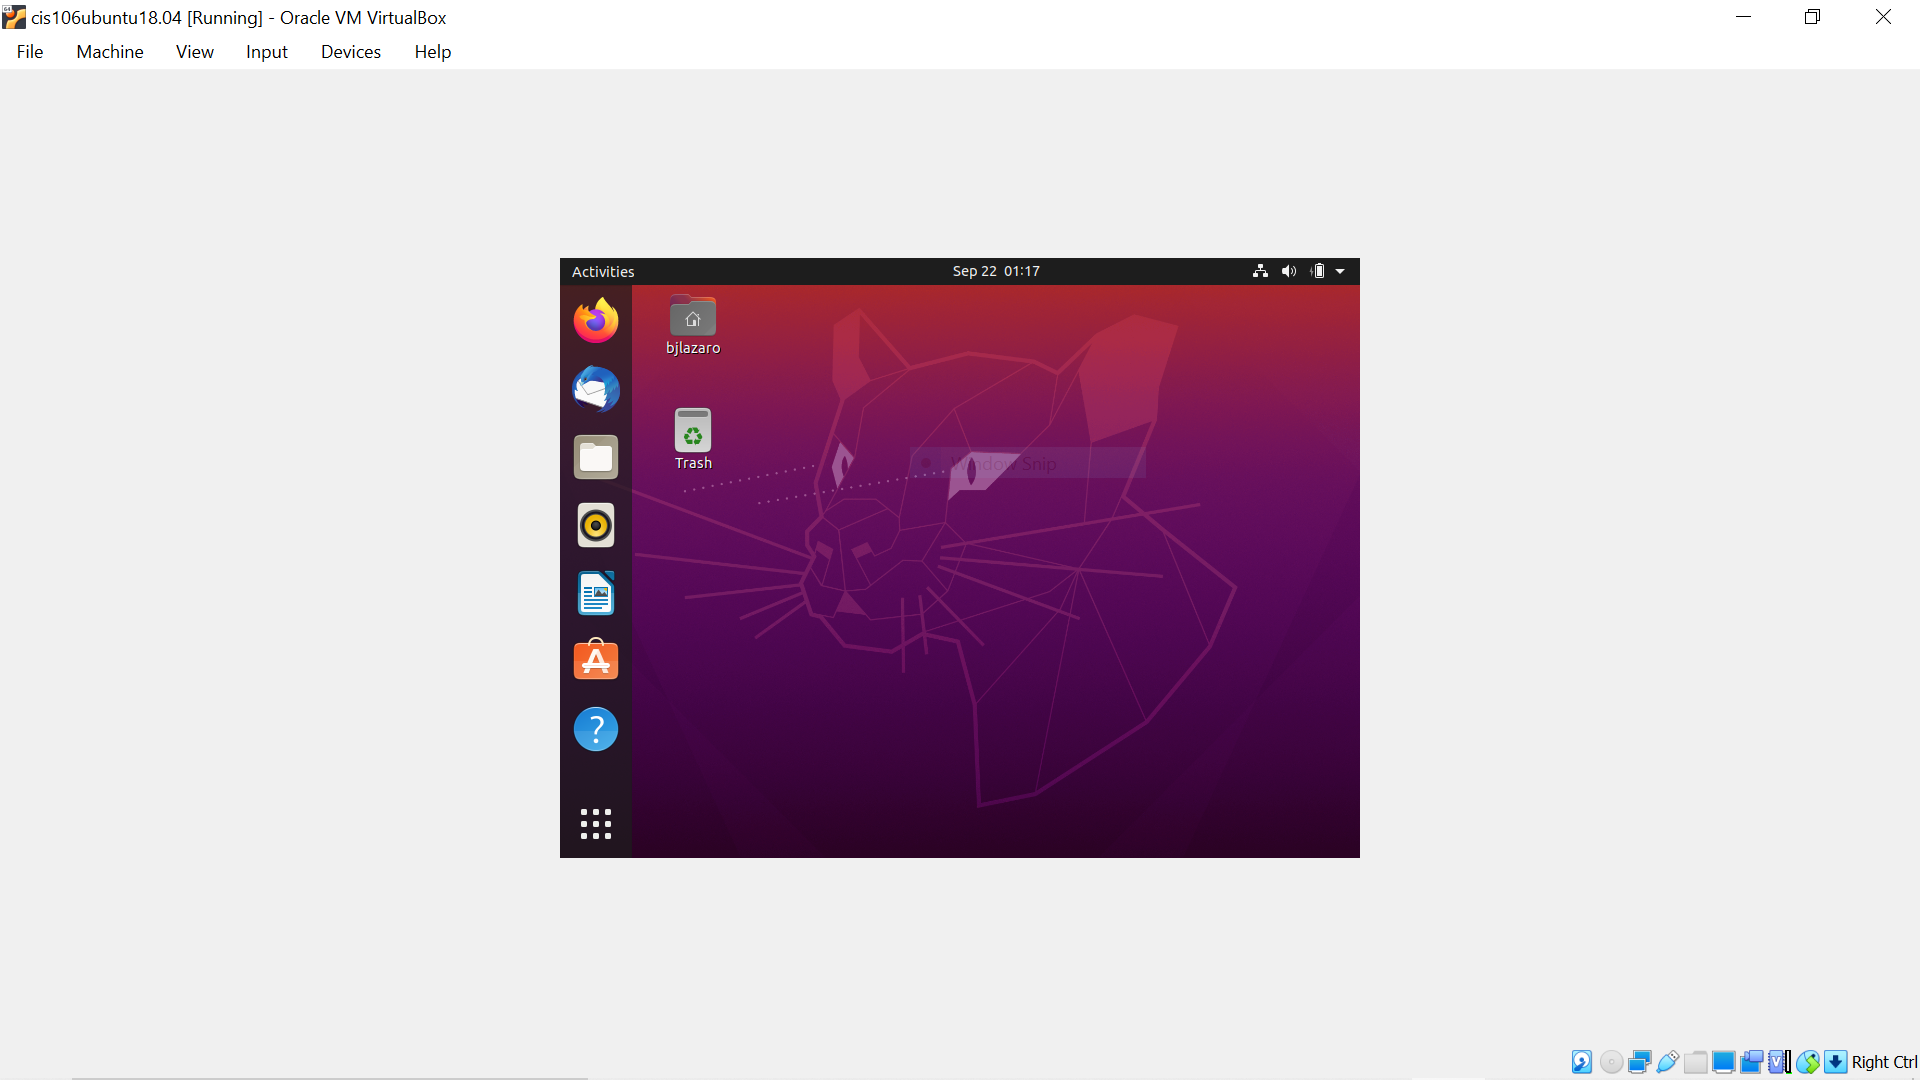 cis106ubuntu18.04 [Running] - Oracle VM VirtualBox
File Machine View Input Devices Help
Activities Sep 22 01:17
bjlazaro
Trash
Window Snip
Right Ctrl